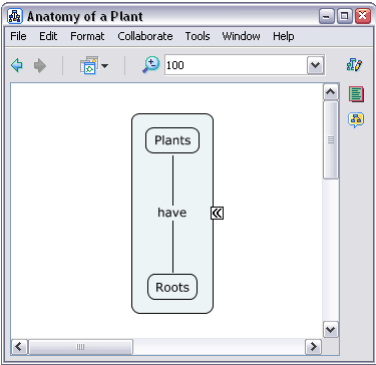 Anatomy of a Plant
File Edit Format Collaborate Tools Window Help
100
Plants
have
Roots